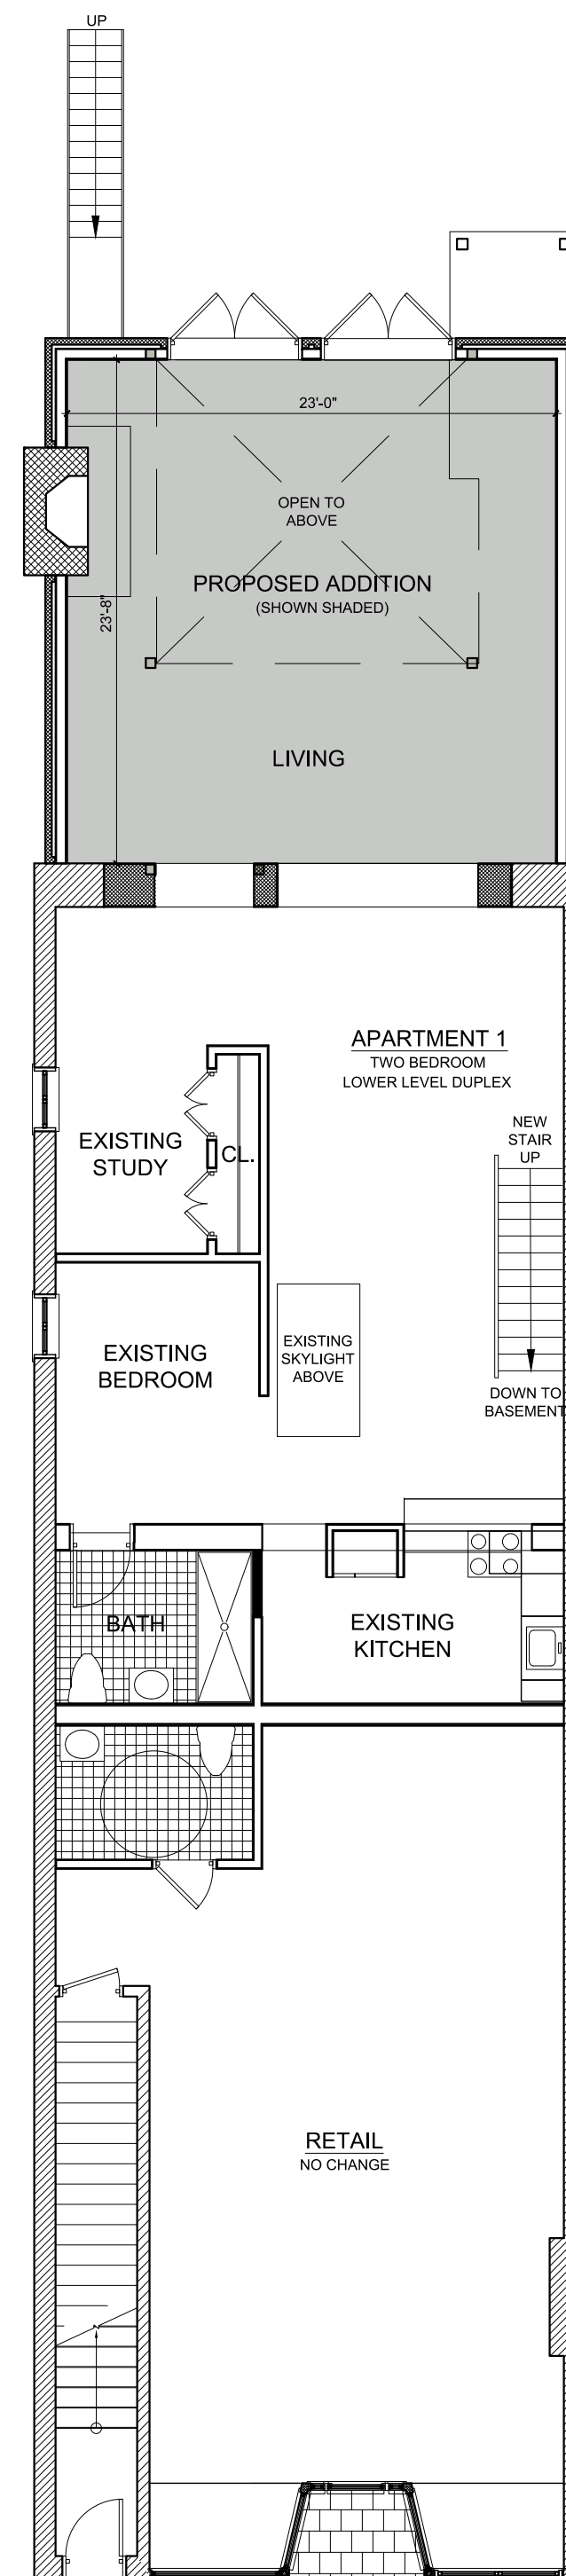 UP
23'-0"
OPEN TO
ABOVE
PROPOSED ADDITION
(SHOWN SHADED)
23'-8"
LIVING
APARTMENT 1
TWO BEDROOM
LOWER LEVEL DUPLEX
NEW
STAIR
UP
EXISTING
STUDY
CL.
EXISTING
BEDROOM
EXISTING
SKYLIGHT
ABOVE
DOWN TO
BASEMENT
BATH
EXISTING
KITCHEN
RETAIL
NO CHANGE